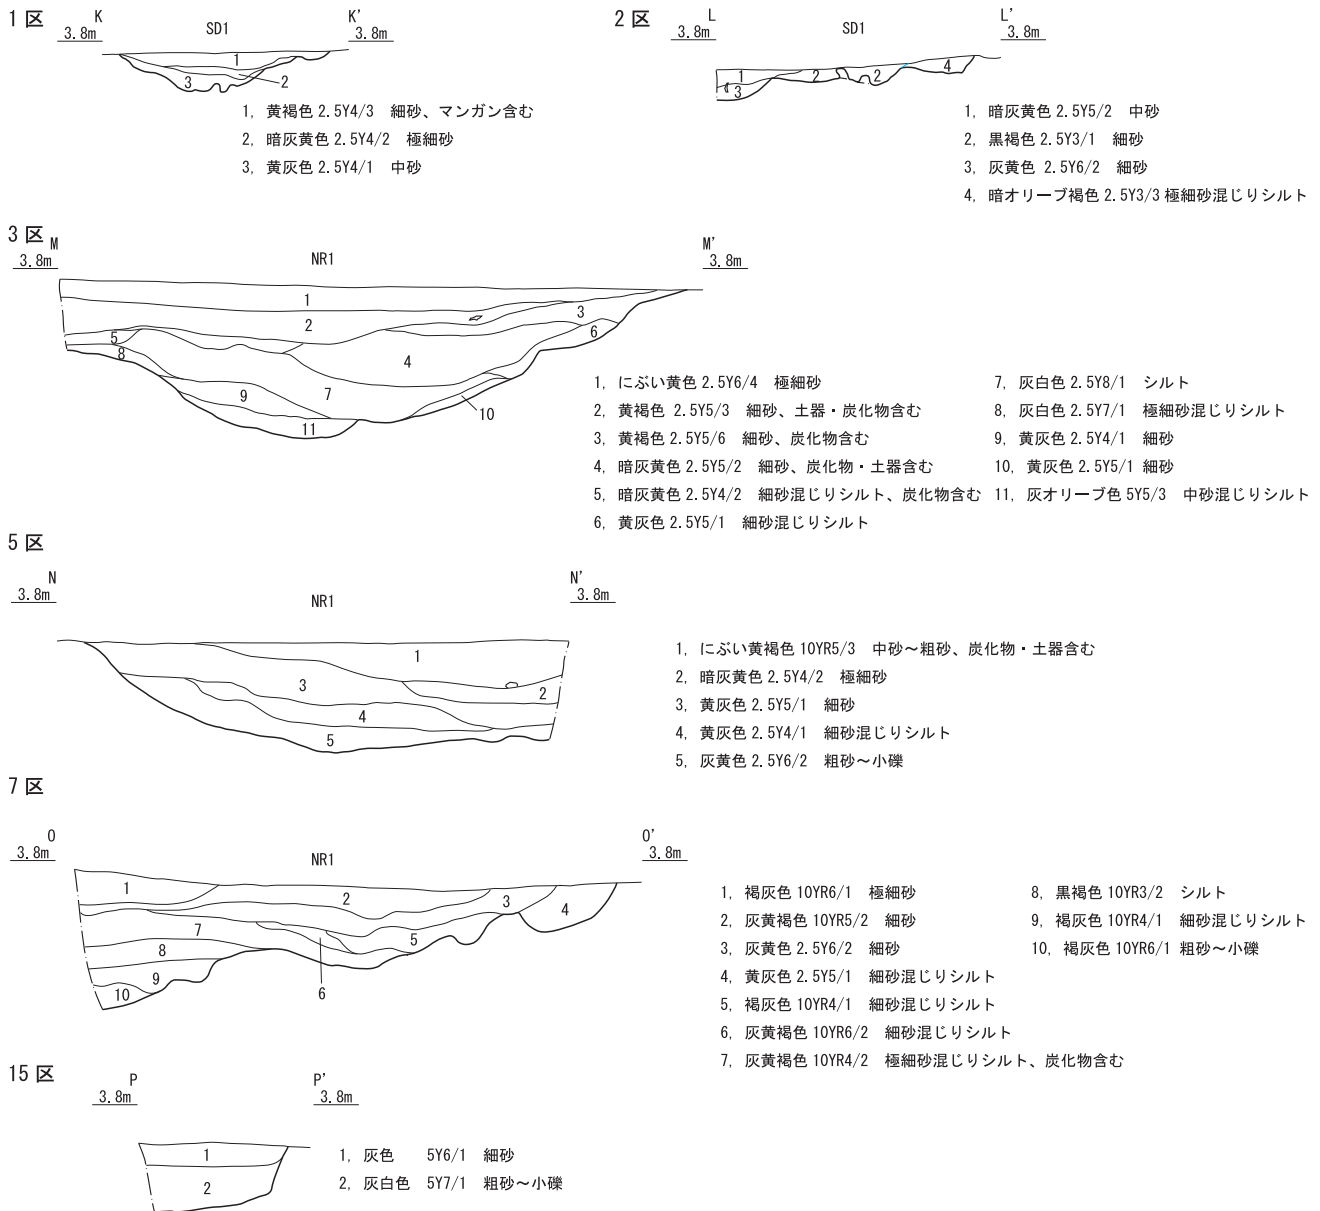 1区
K K'
3.8m SD1 3.8m
1
2
3
1, 黄褐色 2.5Y4/3 細砂、マンガン含む
2, 暗灰黄色 2.5Y4/2 極細砂
3, 黄灰色 2.5Y4/1 中砂
2区
L L'
3.8m SD1 3.8m
1 2 2 4
3
1, 暗灰黄色 2.5Y5/2 中砂
2, 黒褐色 2.5Y3/1 細砂
3, 灰黄色 2.5Y6/2 細砂
4, 暗オリーブ褐色 2.5Y3/3 極細砂混じりシルト
3区
M M'
3.8m NR1 3.8m
1
2 3
5 6
8 4
9 7
10
11
1, にぶい黄色 2.5Y6/4 極細砂
2, 黄褐色 2.5Y5/3 細砂、土器・炭化物含む
3, 黄褐色 2.5Y5/6 細砂、炭化物含む
4, 暗灰黄色 2.5Y5/2 細砂、炭化物・土器含む
5, 暗灰黄色 2.5Y4/2 細砂混じりシルト、炭化物含む
6, 黄灰色 2.5Y5/1 細砂混じりシルト
7, 灰白色 2.5Y8/1 シルト
8, 灰白色 2.5Y7/1 極細砂混じりシルト
9, 黄灰色 2.5Y4/1 細砂
10, 黄灰色 2.5Y5/1 細砂
11, 灰オリーブ色 5Y5/3 中砂混じりシルト
5区
N N'
3.8m NR1 3.8m
1
3 2
4
5
1, にぶい黄褐色 10YR5/3 中砂～粗砂、炭化物・土器含む
2, 暗灰黄色 2.5Y4/2 極細砂
3, 黄灰色 2.5Y5/1 細砂
4, 黄灰色 2.5Y4/1 細砂混じりシルト
5, 灰黄色 2.5Y6/2 粗砂～小礫
7区
O O'
3.8m NR1 3.8m
1 2 3 4
7 5
8
9
10 6
1, 褐灰色 10YR6/1 極細砂
2, 灰黄褐色 10YR5/2 細砂
3, 灰黄色 2.5Y6/2 細砂
4, 黄灰色 2.5Y5/1 細砂混じりシルト
5, 褐灰色 10YR4/1 細砂混じりシルト
6, 灰黄褐色 10YR6/2 細砂混じりシルト
7, 灰黄褐色 10YR4/2 極細砂混じりシルト、炭化物含む
8, 黒褐色 10YR3/2 シルト
9, 褐灰色 10YR4/1 細砂混じりシルト
10, 褐灰色 10YR6/1 粗砂～小礫
15区
P P'
3.8m 3.8m
1
2
1, 灰色 5Y6/1 細砂
2, 灰白色 5Y7/1 粗砂～小礫